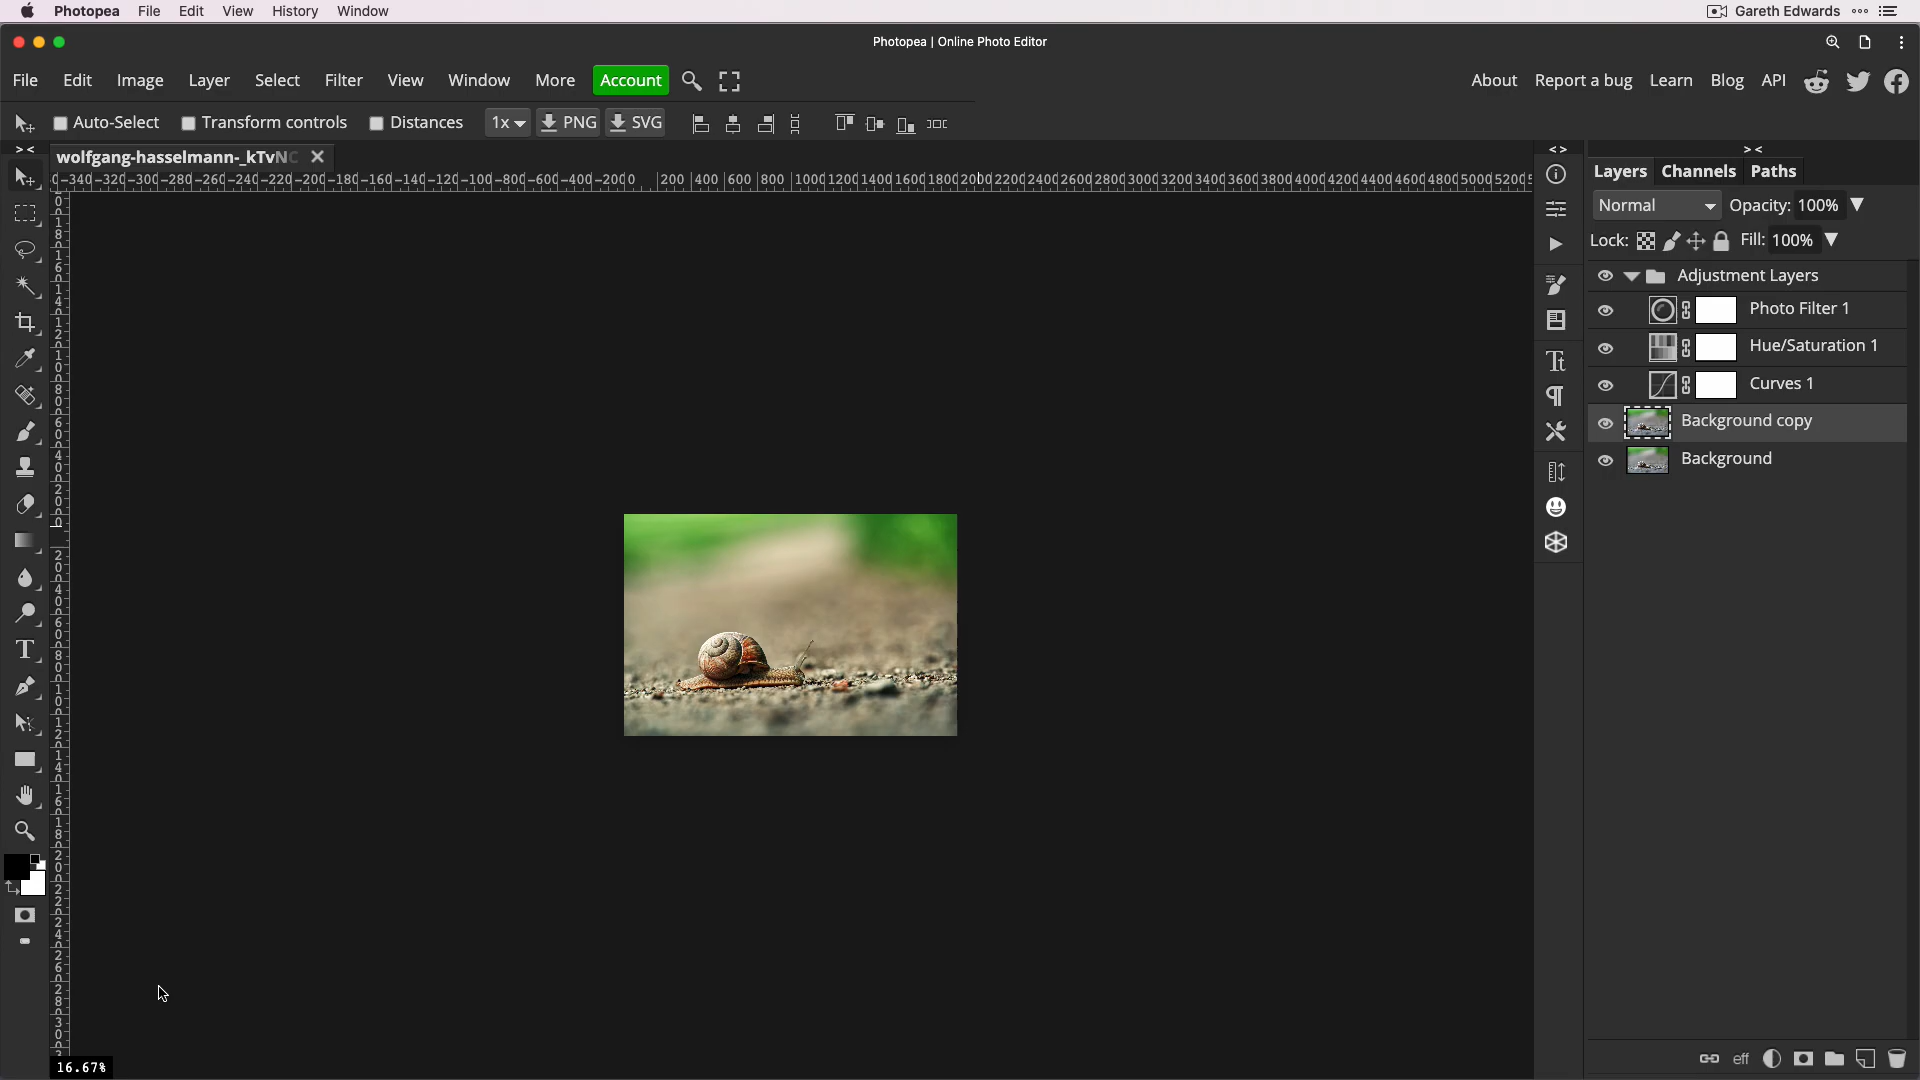 Photopea File Edit View History Window Gareth Edwards
Photopea | Online Photo Editor
File Edit Image Layer Select Filter View Window More Account About Report a bug Learn Blog API
Auto-Select Transform controls Distances 1x PNG SVG
wolfgang-hasselmann-_kTvNC
Layers Channels Paths
Normal Opacity: 100%
Lock: Fill: 100%
Adjustment Layers
Photo Filter 1
Hue/Saturation 1
Curves 1
Background copy
Background
eff
16.67%